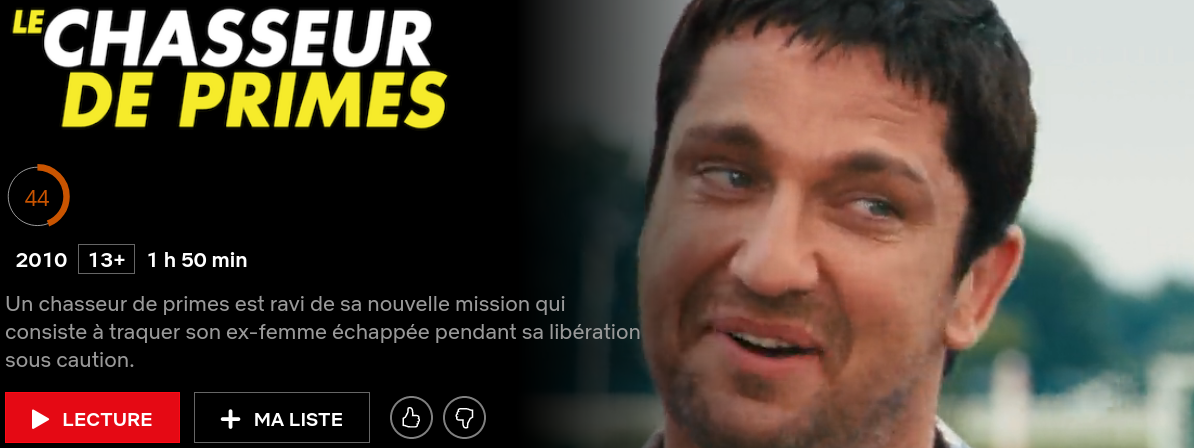 LE CHASSEUR
DE PRIMES
44
2010 13+ 1 h 50 min
Un chasseur de primes est ravi de sa nouvelle mission qui
consiste à traquer son ex-femme échappée pendant sa libération
sous caution.
LECTURE MA LISTE